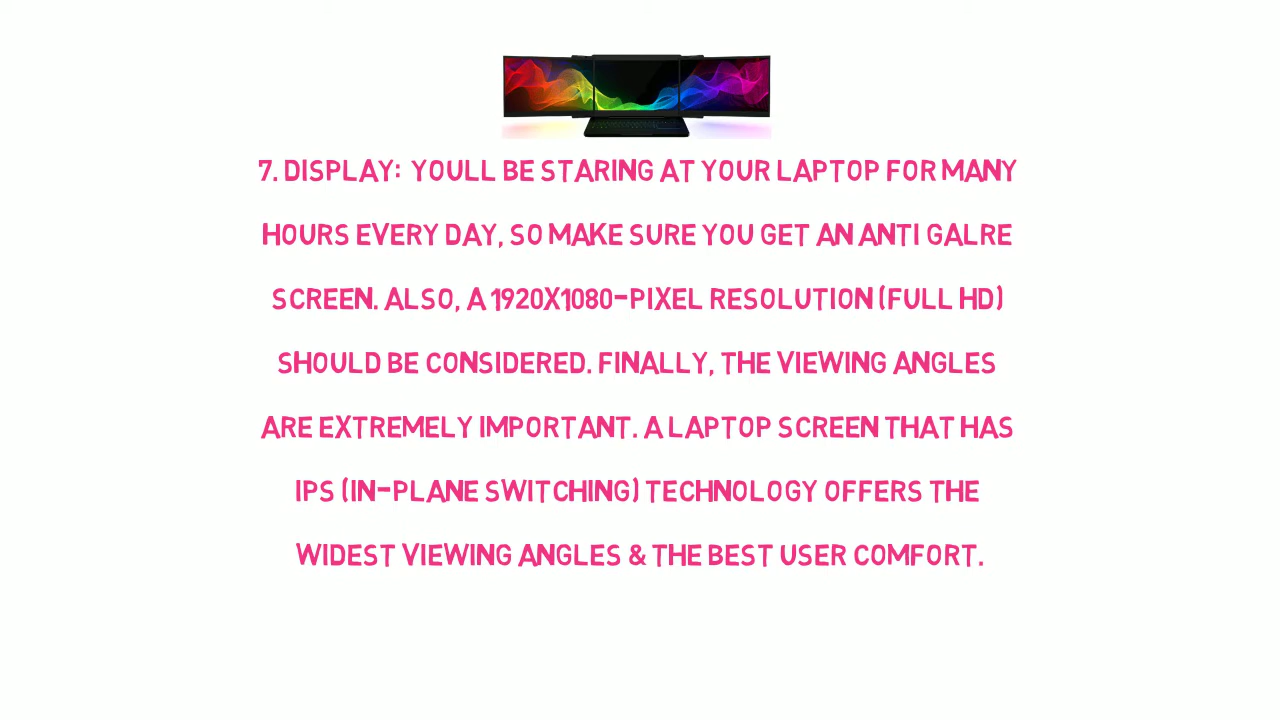 7. DISPLAY: YOULL BE STARING AT YOUR LAPTOP FOR MANY
HOURS EVERY DAY, SO MAKE SURE YOU GET AN ANTI GALRE
SCREEN. ALSO, A 1920X1080-PIXEL RESOLUTION (FULL HD)
SHOULD BE CONSIDERED. FINALLY, THE VIEWING ANGLES
ARE EXTREMELY IMPORTANT. A LAPTOP SCREEN THAT HAS
IPS (IN-PLANE SWITCHING) TECHNOLOGY OFFERS THE
WIDEST VIEWING ANGLES & THE BEST USER COMFORT.